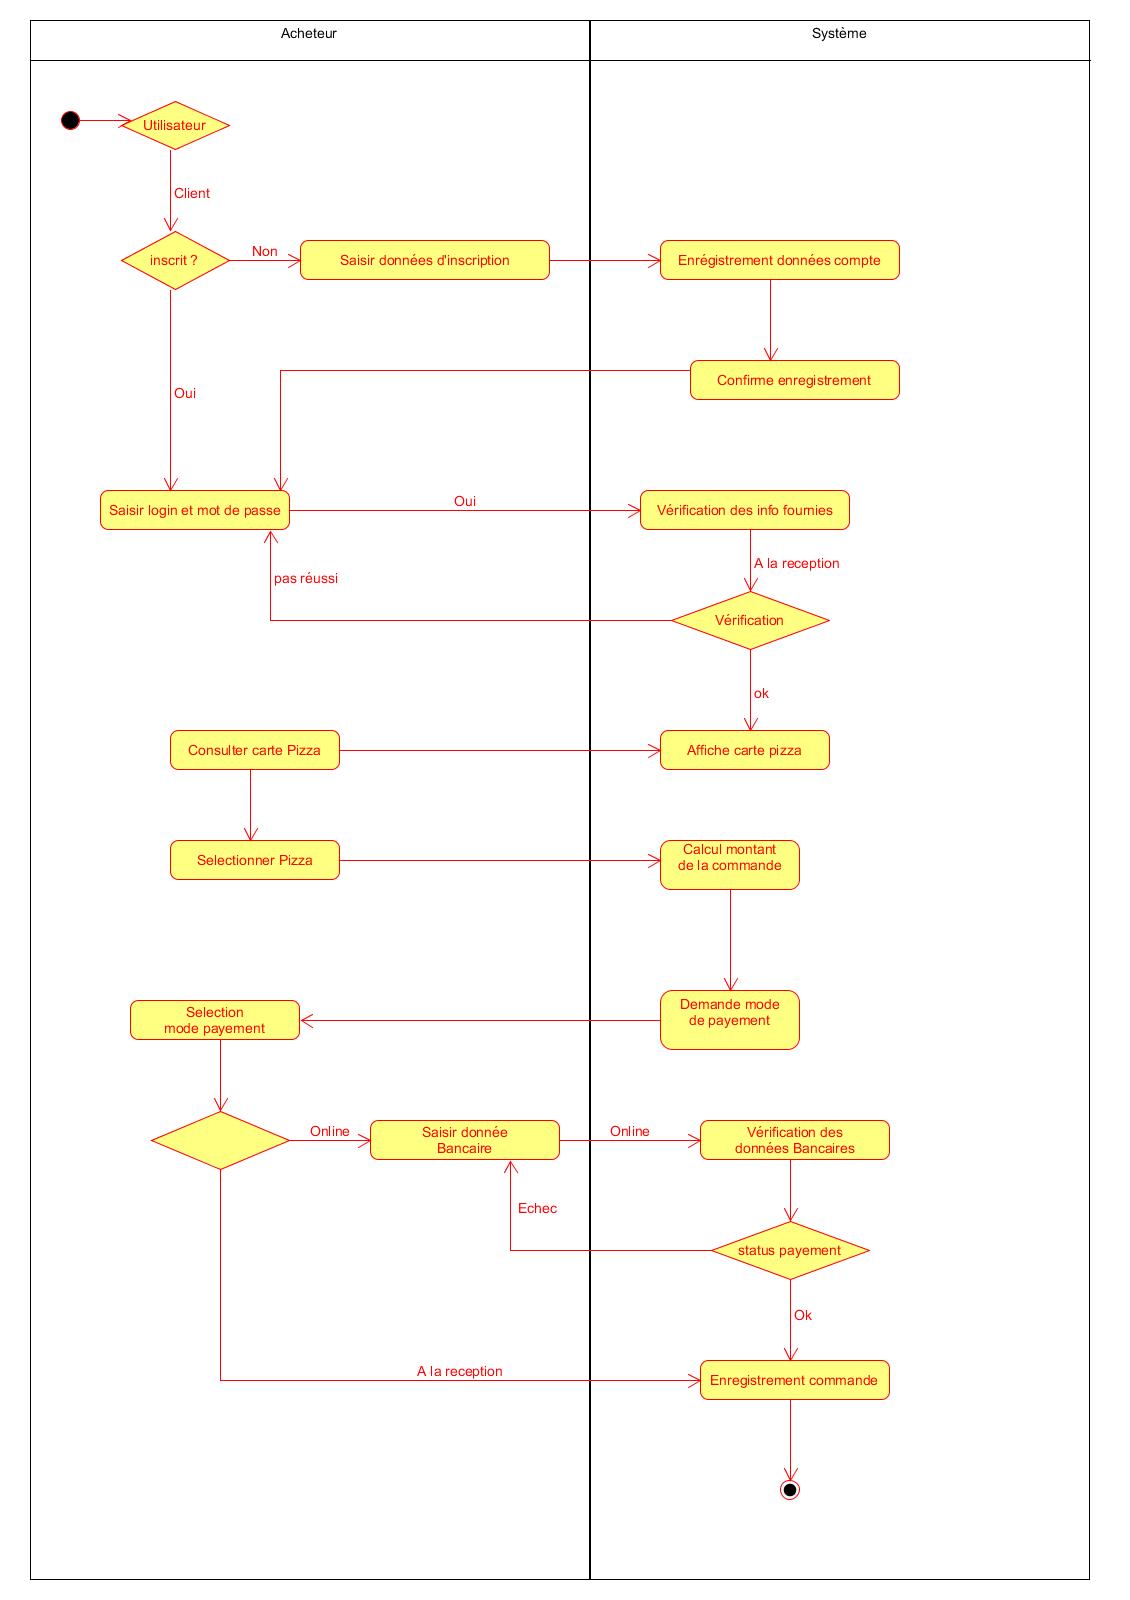 Acheteur
Système
Utilisateur
Client
inscrit ?
Non
Saisir données d'inscription
Enrégistrement données compte
Oui
Confirme enregistrement
Saisir login et mot de passe
Oui
Vérification des info fournies
A la reception
pas réussi
Vérification
ok
Consulter carte Pizza
Affiche carte pizza
Selectionner Pizza
Calcul montant
de la commande
Selection
mode payement
Demande mode
de payement
Online
Saisir donnée
Bancaire
Online
Vérification des
données Bancaires
Echec
status payement
Ok
A la reception
Enregistrement commande